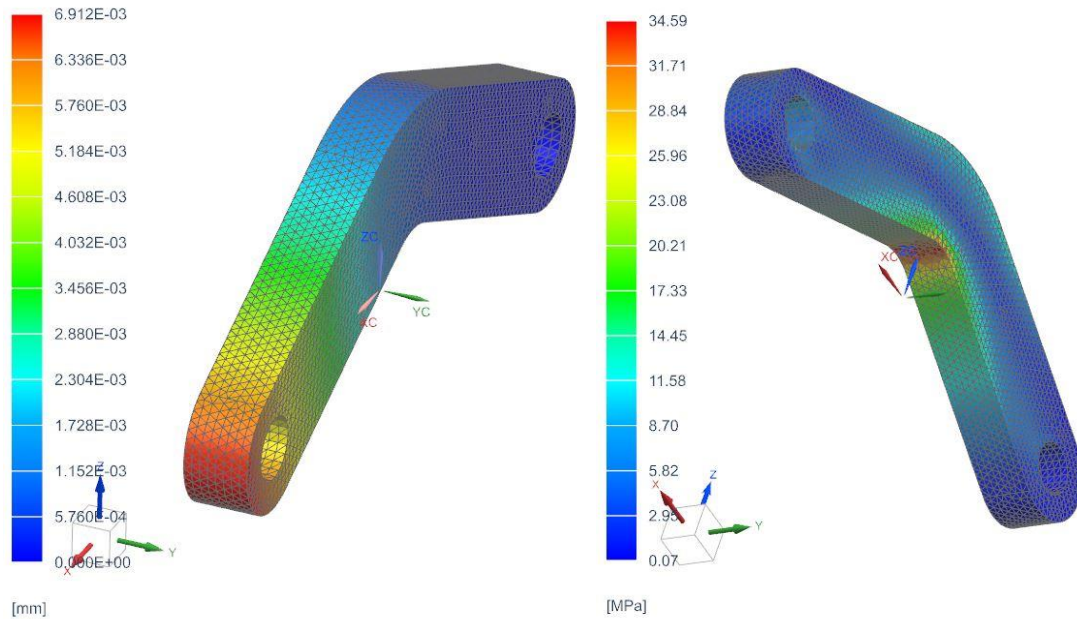 6.912E-03
6.336E-03
5.760E-03
5.184E-03
4.608E-03
4.032E-03
3.456E-03
2.880E-03
2.304E-03
1.728E-03
1.152E-03
5.760E-04
0.000E+00
[mm]
ZC
XC
YC
Z
Y
X
34.59
31.71
28.84
25.96
23.08
20.21
17.33
14.45
11.58
8.70
5.82
2.95
0.07
[MPa]
XC
X
Z
Y